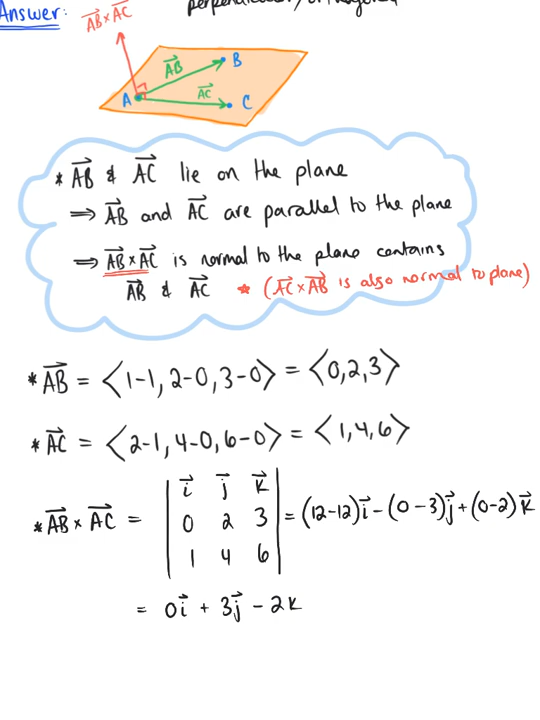 Answer:
AB × AC
AB
B
A
AC
C
* AB & AC lie on the plane
⟹ AB and AC are parallel to the plane
⟹ AB × AC is normal to the plane contains
AB & AC * (AC × AB is also normal to plane)
* AB = ⟨1-1, 2-0, 3-0⟩ = ⟨0, 2, 3⟩
* AC = ⟨2-1, 4-0, 6-0⟩ = ⟨1, 4, 6⟩
* AB × AC = | i j k |
| 0 2 3 | = (12-12)i - (0-3)j + (0-2)k
| 1 4 6 |
= 0i + 3j - 2k